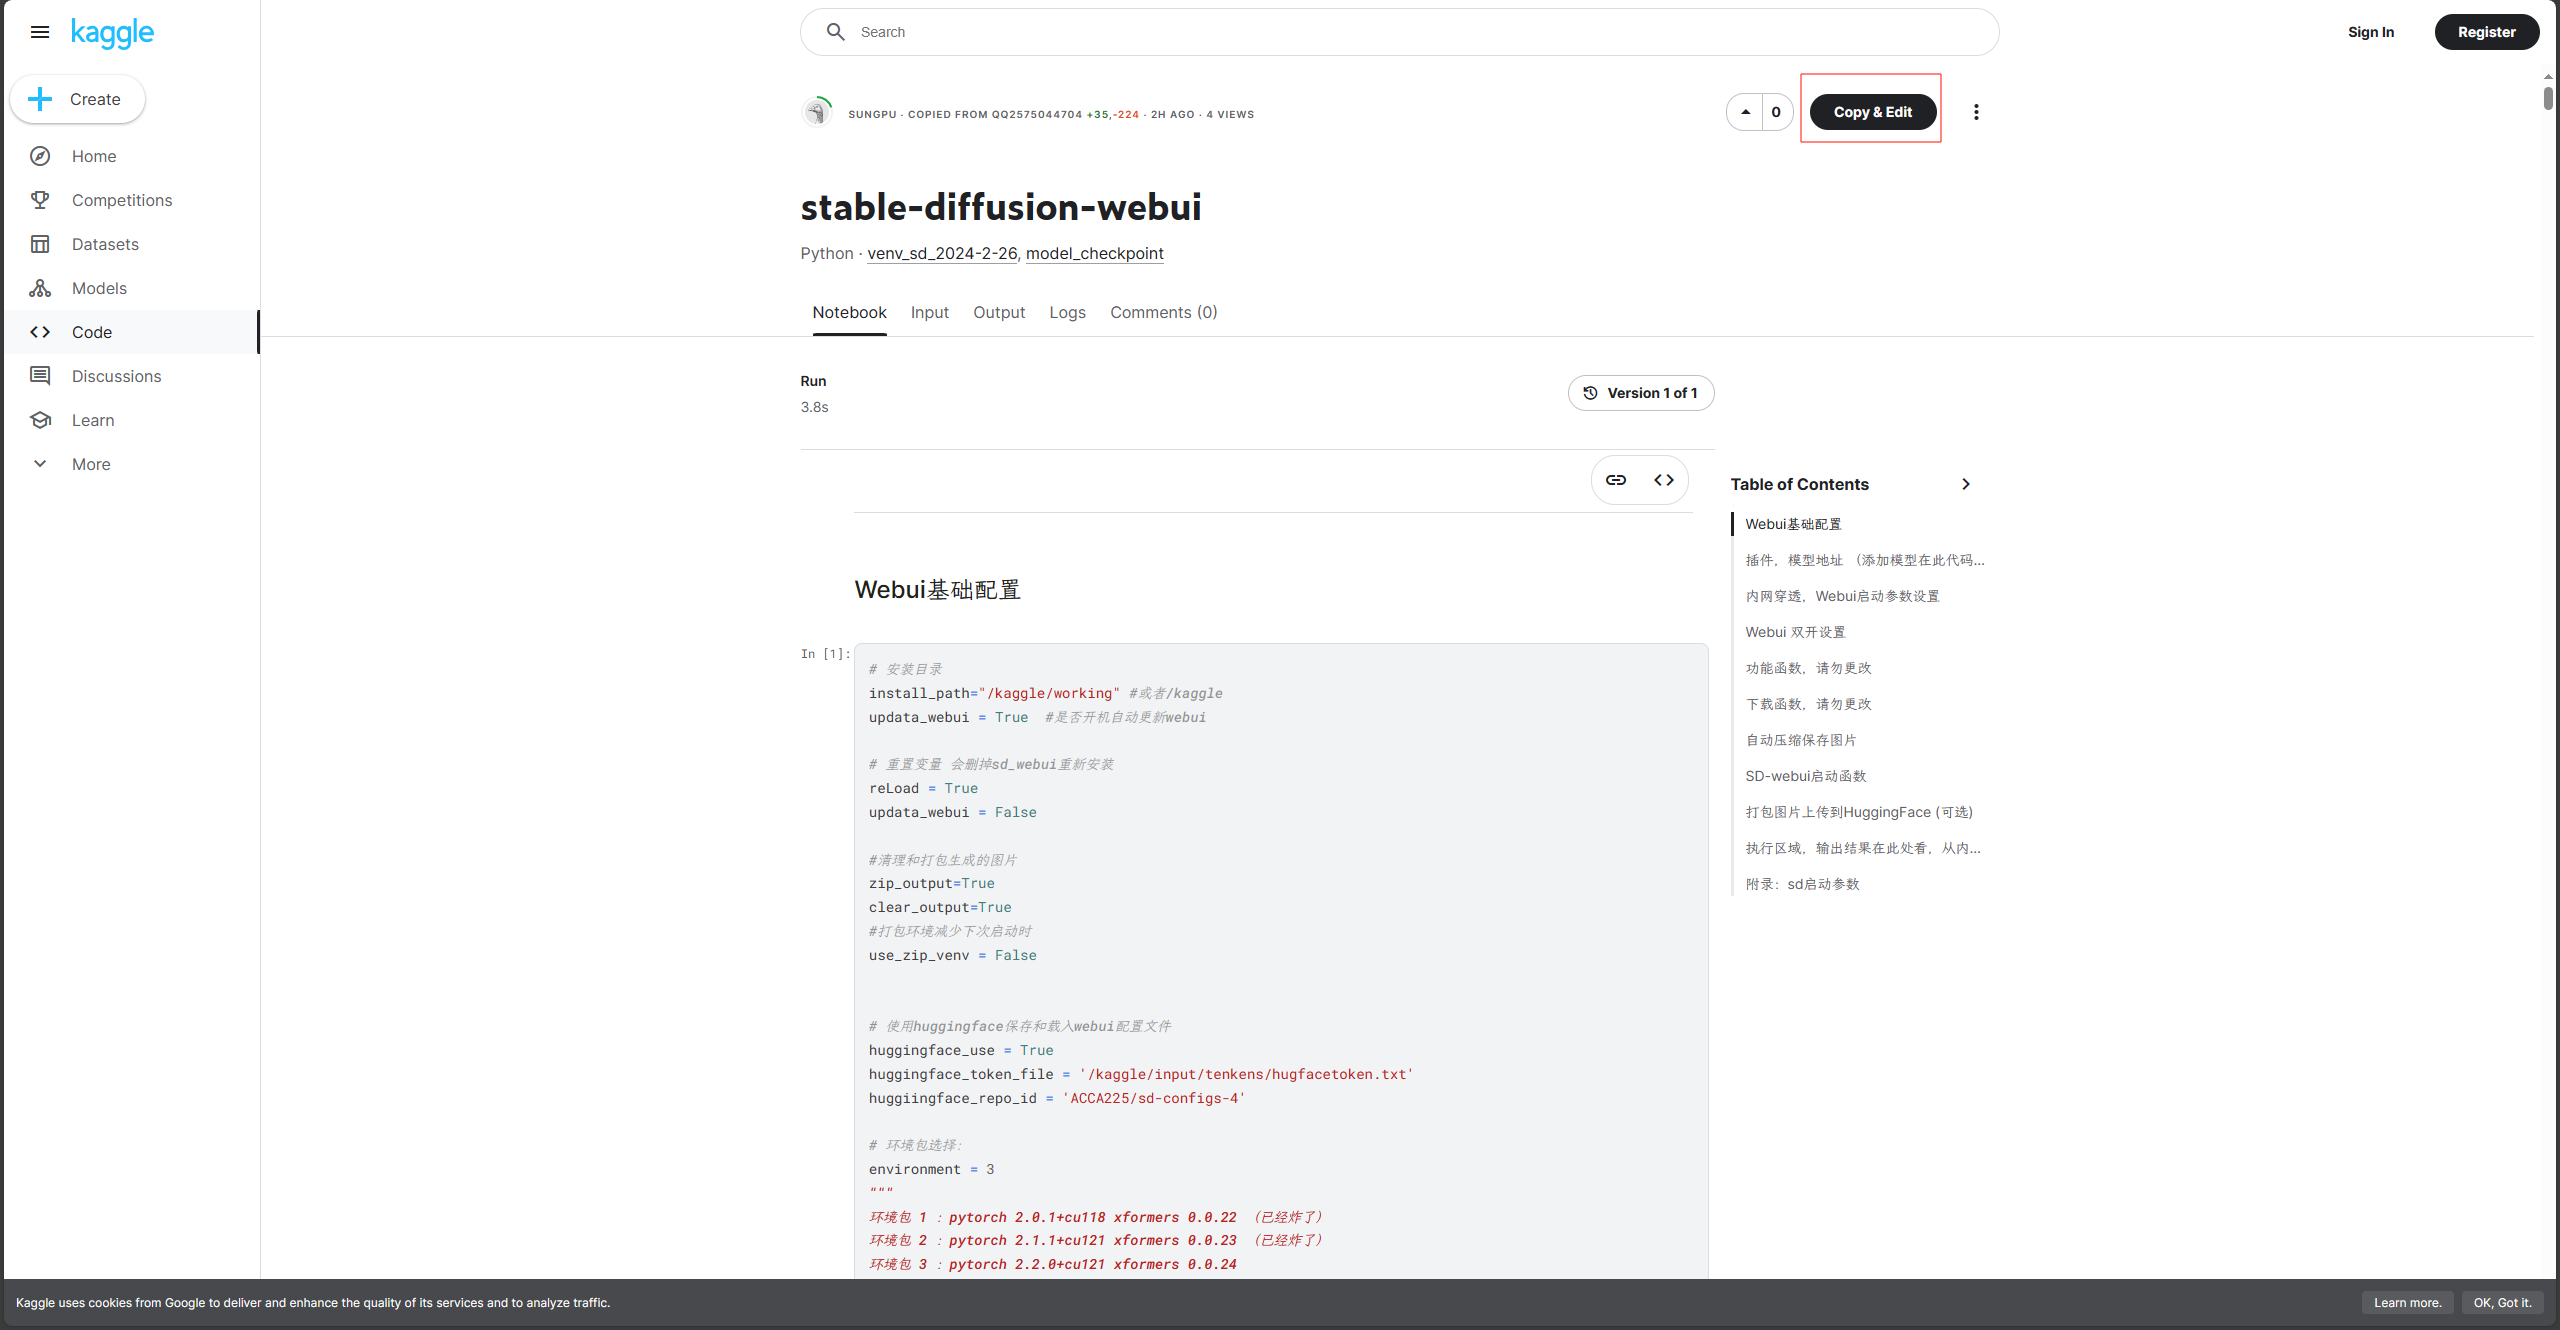 kaggle
Search
Sign In
Register
Create
Home
Competitions
Datasets
Models
Code
Discussions
Learn
More
SUNGPU · COPIED FROM QQ2575044704 +35,-224 · 2H AGO · 4 VIEWS
0
Copy & Edit
stable-diffusion-webui
Python · venv_sd_2024-2-26, model_checkpoint
Notebook
Input
Output
Logs
Comments (0)
Run
3.8s
Version 1 of 1
Webui基础配置
In [1]:
# 安装目录
install_path="/kaggle/working" #或者/kaggle
updata_webui = True  #是否开机自动更新webui
# 重置变量 会删掉sd_webui重新安装
reLoad = True
updata_webui = False
#清理和打包生成的图片
zip_output=True
clear_output=True
#打包环境减少下次启动时
use_zip_venv = False
# 使用huggingface保存和载入webui配置文件
huggingface_use = True
huggingface_token_file = '/kaggle/input/tenkens/hugfacetoken.txt'
huggiingface_repo_id = 'ACCA225/sd-configs-4'
# 环境包选择：
environment = 3
"""
环境包 1 : pytorch 2.0.1+cu118 xformers 0.0.22 （已经炸了）
环境包 2 : pytorch 2.1.1+cu121 xformers 0.0.23 （已经炸了）
环境包 3 : pytorch 2.2.0+cu121 xformers 0.0.24
Table of Contents
Webui基础配置
插件，模型地址 （添加模型在此代码...
内网穿透，Webui启动参数设置
Webui 双开设置
功能函数，请勿更改
下载函数，请勿更改
自动压缩保存图片
SD-webui启动函数
打包图片上传到HuggingFace (可选)
执行区域，输出结果在此处看，从内...
附录：sd启动参数
Kaggle uses cookies from Google to deliver and enhance the quality of its services and to analyze traffic.
Learn more.
OK, Got it.